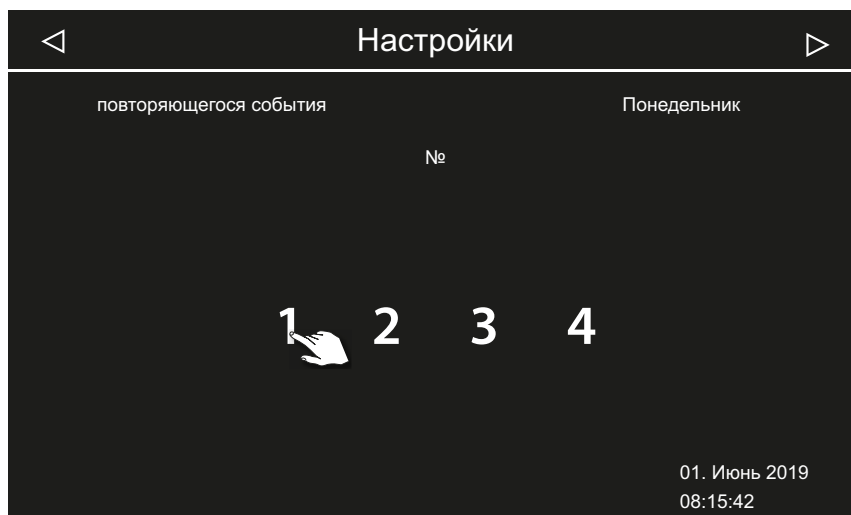 Настройки
повторяющегося события Понедельник
№
1 2 3 4
01. Июнь 2019
08:15:42